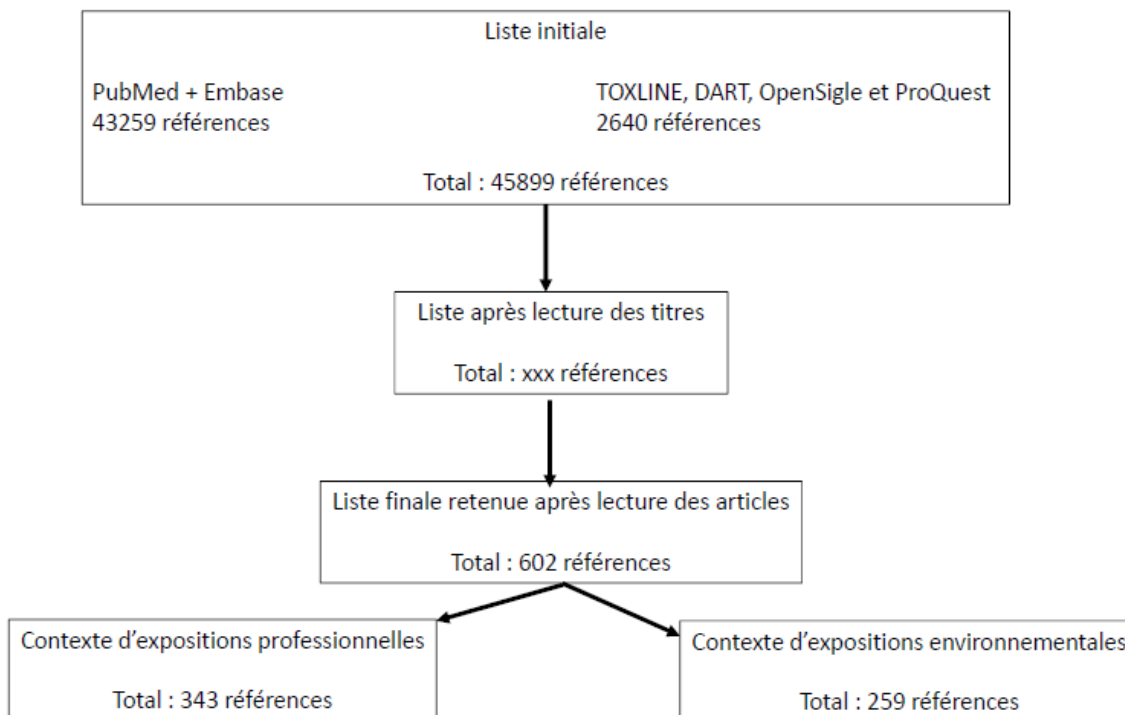 Liste initiale
PubMed + Embase
43259 références
TOXLINE, DART, OpenSigle et ProQuest
2640 références
Total : 45899 références
Liste après lecture des titres
Total : xxx références
Liste finale retenue après lecture des articles
Total : 602 références
Contexte d’expositions professionnelles
Total : 343 références
Contexte d’expositions environnementales
Total : 259 références